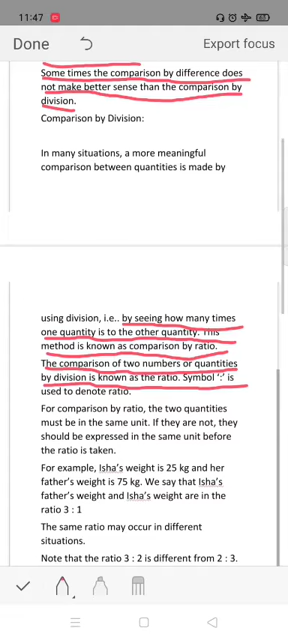 11:47
Done
Export focus
Some times the comparison by difference does
not make better sense than the comparison by
division.
Comparison by Division:
In many situations, a more meaningful
comparison between quantities is made by
using division, i.e.. by seeing how many times
one quantity is to the other quantity. This
method is known as comparison by ratio.
The comparison of two numbers or quantities
by division is known as the ratio. Symbol ‘:’ is
used to denote ratio.
For comparison by ratio, the two quantities
must be in the same unit. If they are not, they
should be expressed in the same unit before
the ratio is taken.
For example, Isha’s weight is 25 kg and her
father’s weight is 75 kg. We say that Isha’s
father’s weight and Isha’s weight are in the
ratio 3 : 1
The same ratio may occur in different
situations.
Note that the ratio 3 : 2 is different from 2 : 3.